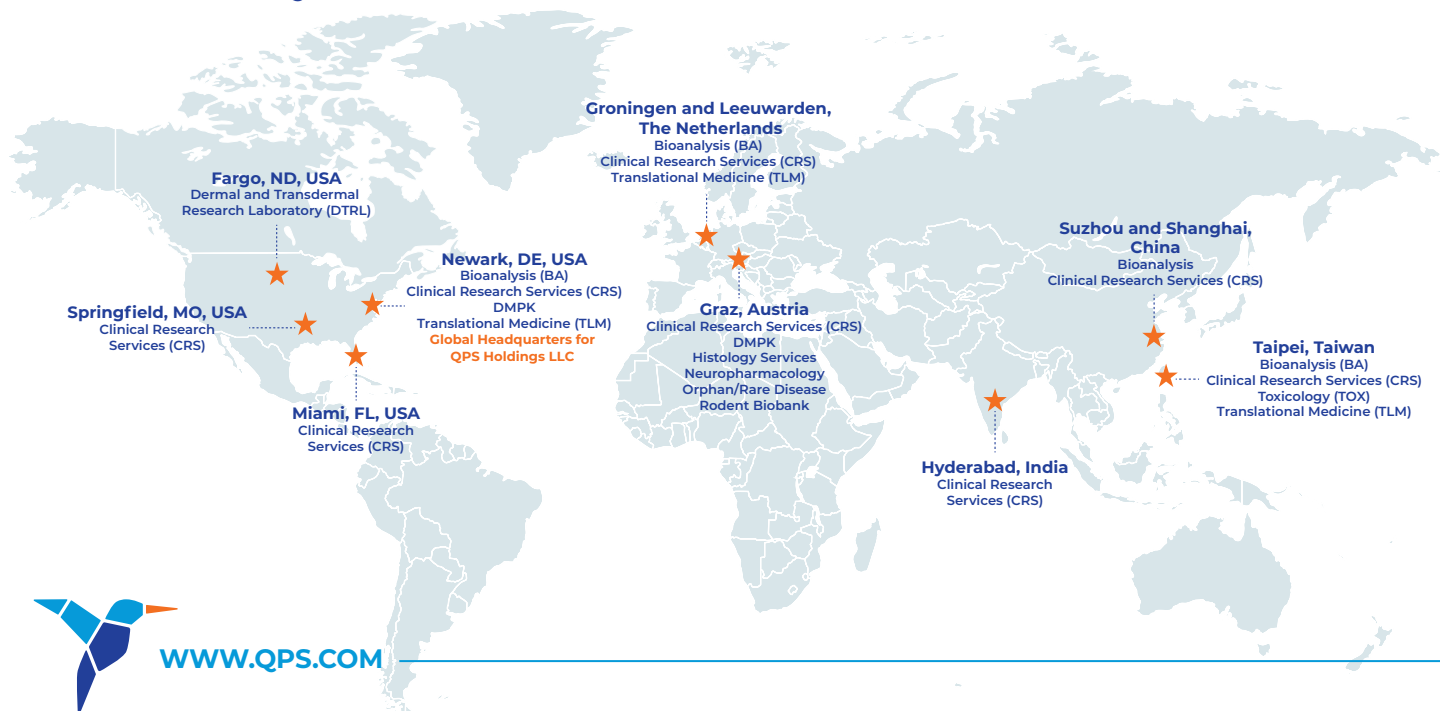 Groningen and Leeuwarden,
The Netherlands
Bioanalysis (BA)
Clinical Research Services (CRS)
Translational Medicine (TLM)
Fargo, ND, USA
Dermal and Transdermal
Research Laboratory (DTRL)
Suzhou and Shanghai,
China
Bioanalysis
Clinical Research Services (CRS)
Newark, DE, USA
Bioanalysis (BA)
Clinical Research Services (CRS)
DMPK
Translational Medicine (TLM)
Global Headquarters for
QPS Holdings LLC
Springfield, MO, USA
Clinical Research
Services (CRS)
Graz, Austria
Clinical Research Services (CRS)
DMPK
Histology Services
Neuropharmacology
Orphan/Rare Disease
Rodent Biobank
Taipei, Taiwan
Bioanalysis (BA)
Clinical Research Services (CRS)
Toxicology (TOX)
Translational Medicine (TLM)
Miami, FL, USA
Clinical Research
Services (CRS)
Hyderabad, India
Clinical Research
Services (CRS)
WWW.QPS.COM